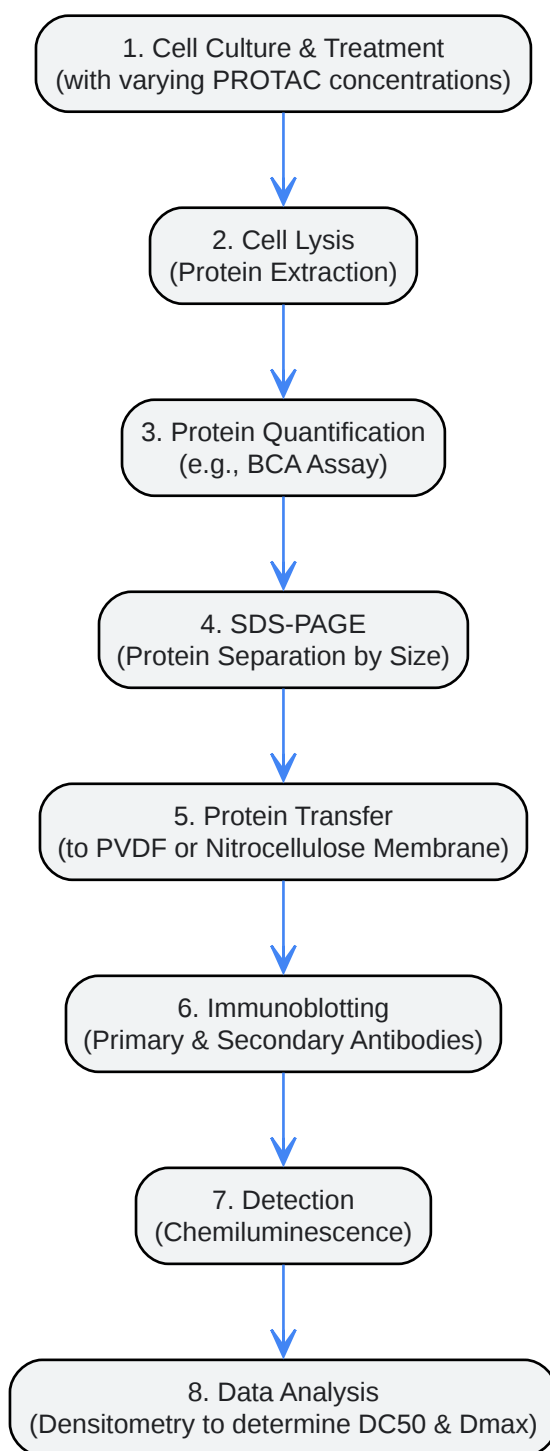 1. Cell Culture & Treatment
(with varying PROTAC concentrations)
2. Cell Lysis
(Protein Extraction)
3. Protein Quantification
(e.g., BCA Assay)
4. SDS-PAGE
(Protein Separation by Size)
5. Protein Transfer
(to PVDF or Nitrocellulose Membrane)
6. Immunoblotting
(Primary & Secondary Antibodies)
7. Detection
(Chemiluminescence)
8. Data Analysis
(Densitometry to determine DC50 & Dmax)